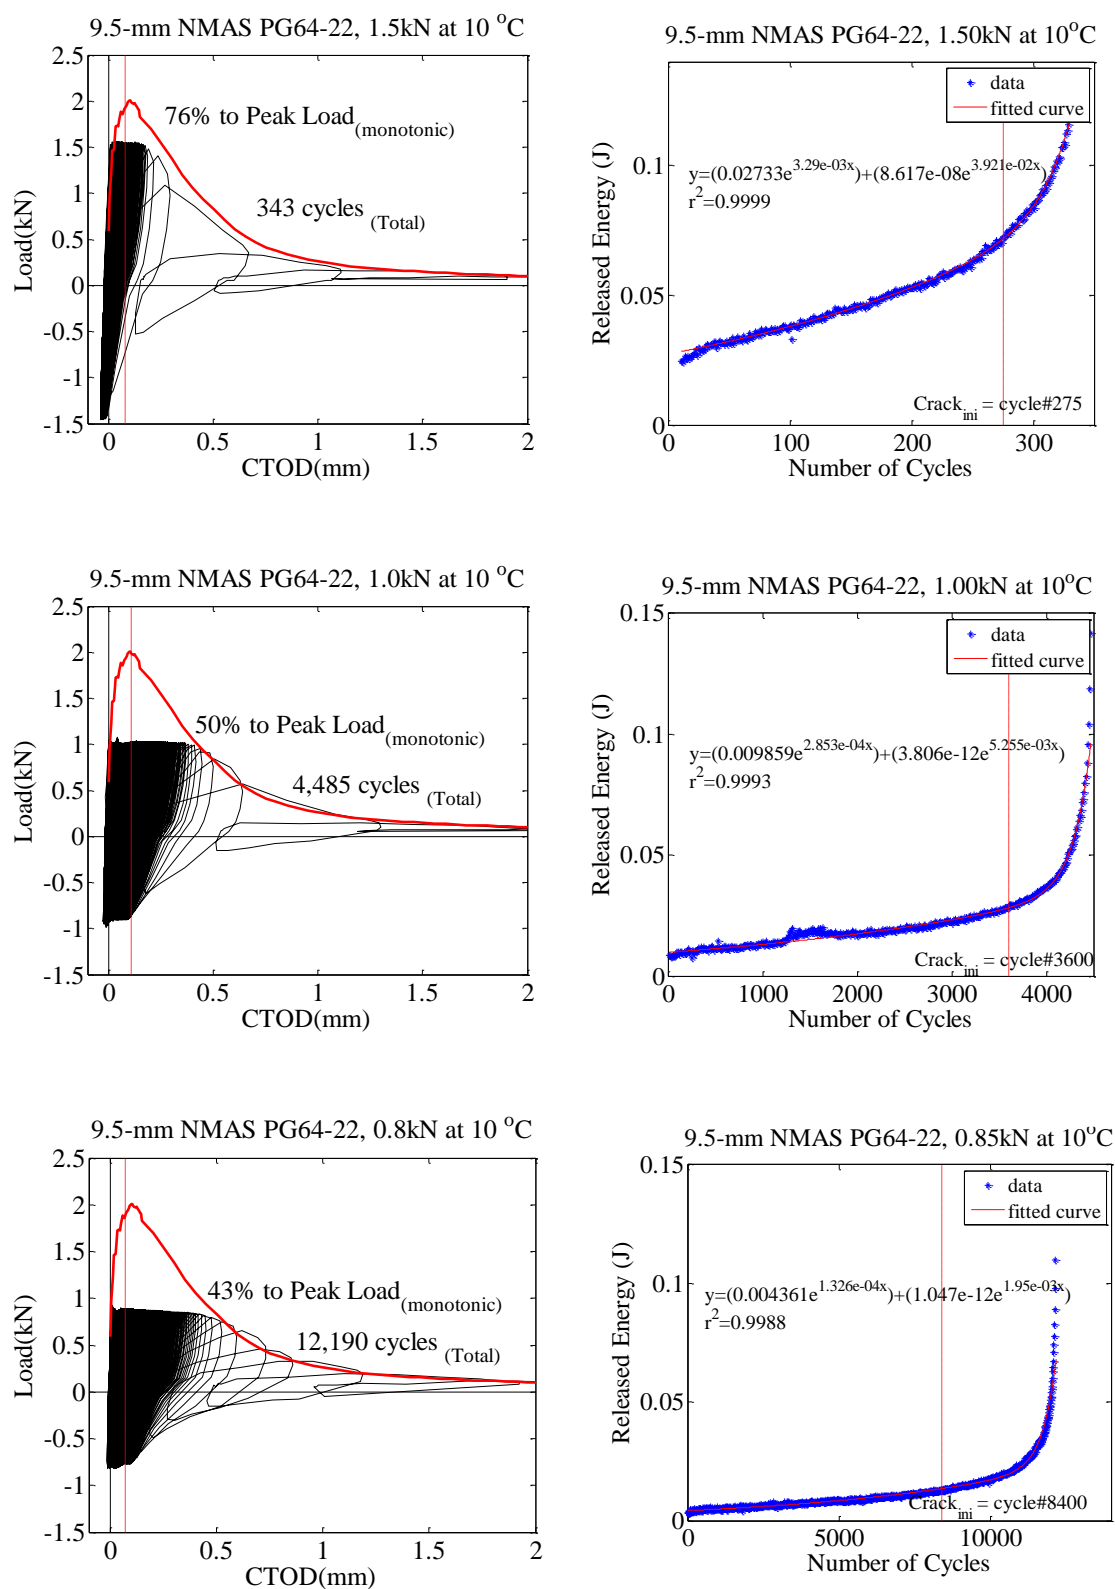 9.5-mm NMAS PG64-22, 1.5kN at 10 °C
2.5
2
1.5
1
0.5
0
-0.5
-1
-1.5
Load(kN)
76% to Peak Load(monotonic)
343 cycles (Total)
0
0.5
1
1.5
2
CTOD(mm)
9.5-mm NMAS PG64-22, 1.50kN at 10°C
data
fitted curve
0.1
0.05
0
Released Energy (J)
y=(0.02733e^3.29e-03x)+(8.617e-08e^3.921e-02x)
r²=0.9999
Crack_ini = cycle#275
0
100
200
300
Number of Cycles
9.5-mm NMAS PG64-22, 1.0kN at 10 °C
2.5
2
1.5
1
0.5
0
-0.5
-1
-1.5
Load(kN)
50% to Peak Load(monotonic)
4,485 cycles (Total)
0
0.5
1
1.5
2
CTOD(mm)
9.5-mm NMAS PG64-22, 1.00kN at 10°C
data
fitted curve
0.15
0.1
0.05
0
Released Energy (J)
y=(0.009859e^2.853e-04x)+(3.806e-12e^5.255e-03x)
r²=0.9993
Crack_ini = cycle#3600
0
1000
2000
3000
4000
Number of Cycles
9.5-mm NMAS PG64-22, 0.8kN at 10 °C
2.5
2
1.5
1
0.5
0
-0.5
-1
-1.5
Load(kN)
43% to Peak Load(monotonic)
12,190 cycles (Total)
0
0.5
1
1.5
2
CTOD(mm)
9.5-mm NMAS PG64-22, 0.85kN at 10°C
data
fitted curve
0.15
0.1
0.05
0
Released Energy (J)
y=(0.004361e^1.326e-04x)+(1.047e-12e^1.95e-03x)
r²=0.9988
Crack_ini = cycle#8400
0
5000
10000
Number of Cycles